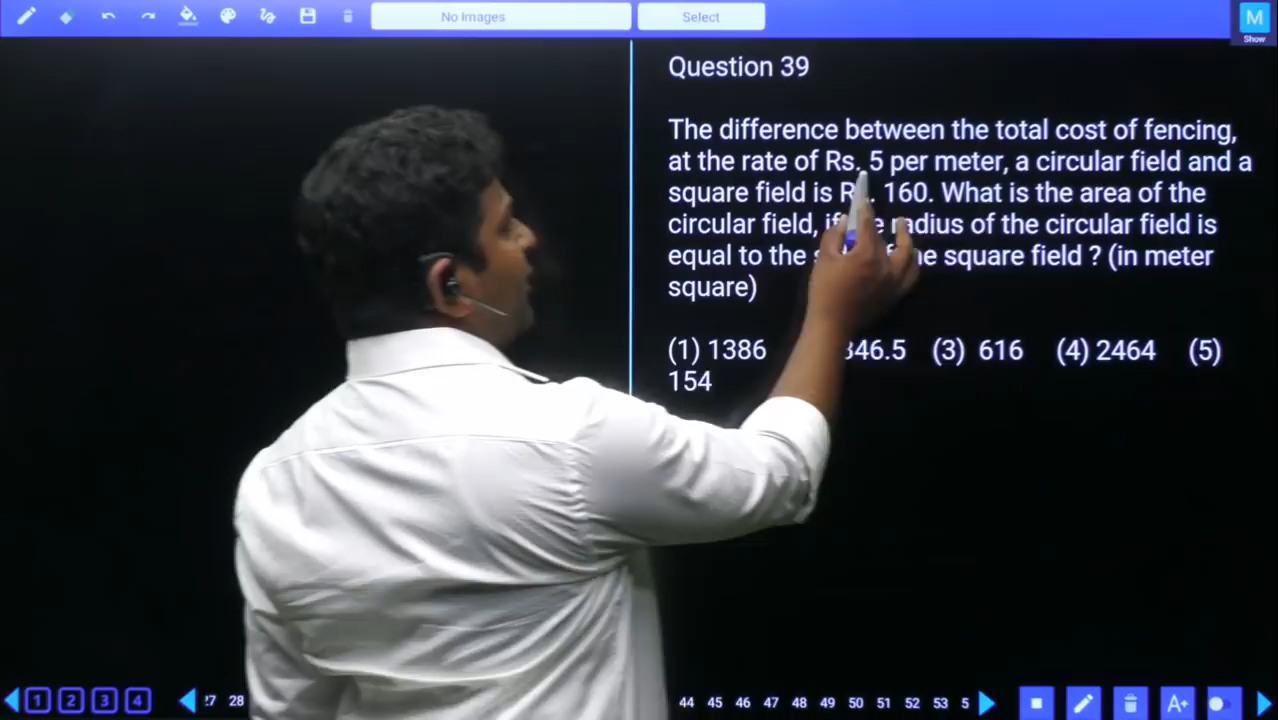 No Images
Select
M
Show
Question 39
The difference between the total cost of fencing,
at the rate of Rs. 5 per meter, a circular field and a
square field is 160. What is the area of the
circular field, radius of the circular field is
equal to the square field ? (in meter
square)
(1) 1386 346.5 (3) 616 (4) 2464 (5)
154
1 2 3 4 27 28 44 45 46 47 48 49 50 51 52 53 5
A+